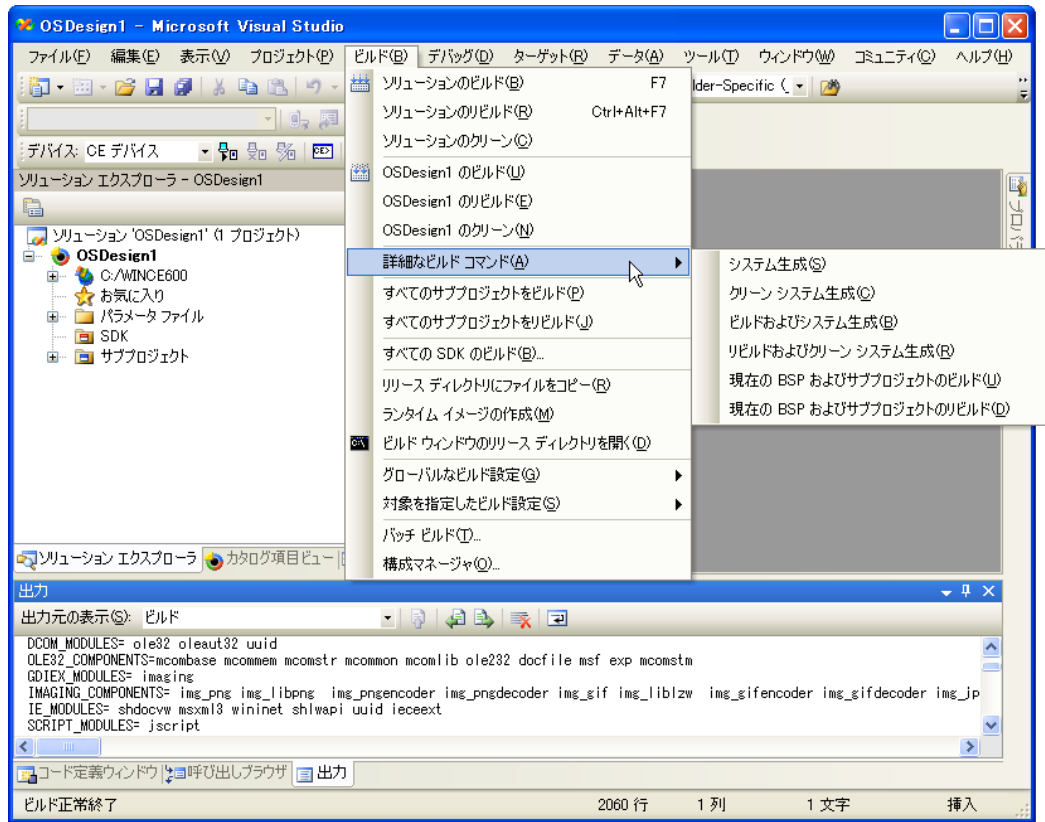 OSDesign1 - Microsoft Visual Studio
ファイル(F) 編集(E) 表示(V) プロジェクト(P) ビルド(B) デバッグ(D) ターゲット(R) データ(A) ツール(T) ウィンドウ(W) コミュニティ(C) ヘルプ(H)
lder-Specific (_
デバイス: CE デバイス
ソリューション エクスプローラ - OSDesign1
ソリューション 'OSDesign1' (1 プロジェクト)
OSDesign1
C:/WINCE600
お気に入り
パラメータ ファイル
SDK
サブプロジェクト
ソリューション エクスプローラ カタログ項目ビュー
ソリューションのビルド(B) F7
ソリューションのリビルド(R) Ctrl+Alt+F7
ソリューションのクリーン(C)
OSDesign1 のビルド(U)
OSDesign1 のリビルド(E)
OSDesign1 のクリーン(N)
詳細なビルド コマンド(A)
すべてのサブプロジェクトをビルド(P)
すべてのサブプロジェクトをリビルド(J)
すべての SDK のビルド(B)...
リリース ディレクトリにファイルをコピー(R)
ランタイム イメージの作成(M)
ビルド ウィンドウのリリース ディレクトリを開く(D)
グローバルなビルド設定(G)
対象を指定したビルド設定(S)
バッチ ビルド(T)...
構成マネージャ(O)...
システム生成(S)
クリーン システム生成(C)
ビルドおよびシステム生成(B)
リビルドおよびクリーン システム生成(R)
現在の BSP およびサブプロジェクトのビルド(U)
現在の BSP およびサブプロジェクトのリビルド(D)
出力
出力元の表示(S): ビルド
DCOM_MODULES= ole32 oleaut32 uuid
OLE32_COMPONENTS=mcombase mcommem mcomstr mcommon mcomlib ole232 docfile msf exp mcomstm
GDIEX_MODULES= imaging
IMAGING_COMPONENTS= img_png img_libpng img_pngencoder img_pngdecoder img_gif img_liblzw img_gifencoder img_gifdecoder img_jp
IE_MODULES= shdocvw msxml3 wininet shlwapi uuid ieceext
SCRIPT_MODULES= jscript
コード定義ウィンドウ 呼び出しブラウザ 出力
ビルド正常終了 2060 行 1 列 1 文字 挿入